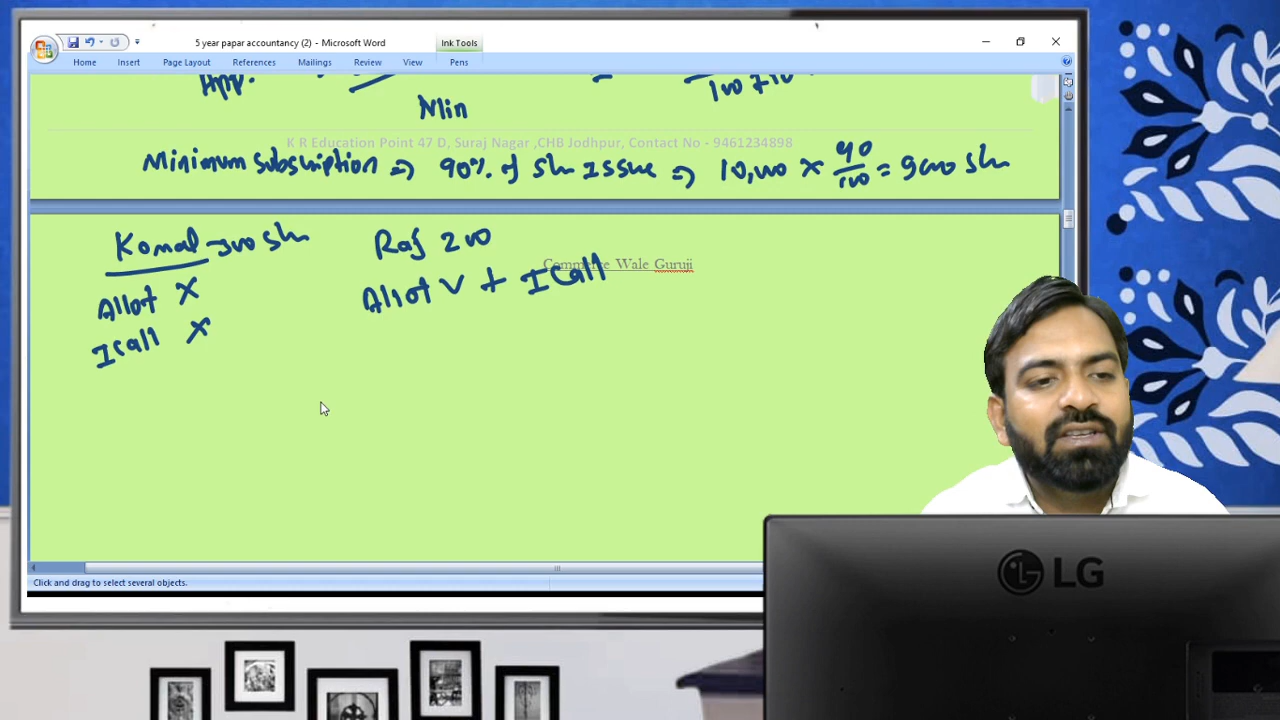 5 year papar accountancy (2) - Microsoft Word
Ink Tools
Home Insert Page Layout References Mailings Review View Pens
App. =
Min
K R Education Point 47 D, Suraj Nagar ,CHB Jodhpur, Contact No - 9461234898
Minimum subscription => 90% of Sh Issue => 10,000 × 90/100 = 9000 Sh
Komal - 300 Sh
Raj 200
Commerce Wale Guruji
Allot ×
Allot ✓ + I Call
I Call ×
Click and drag to select several objects.
LG